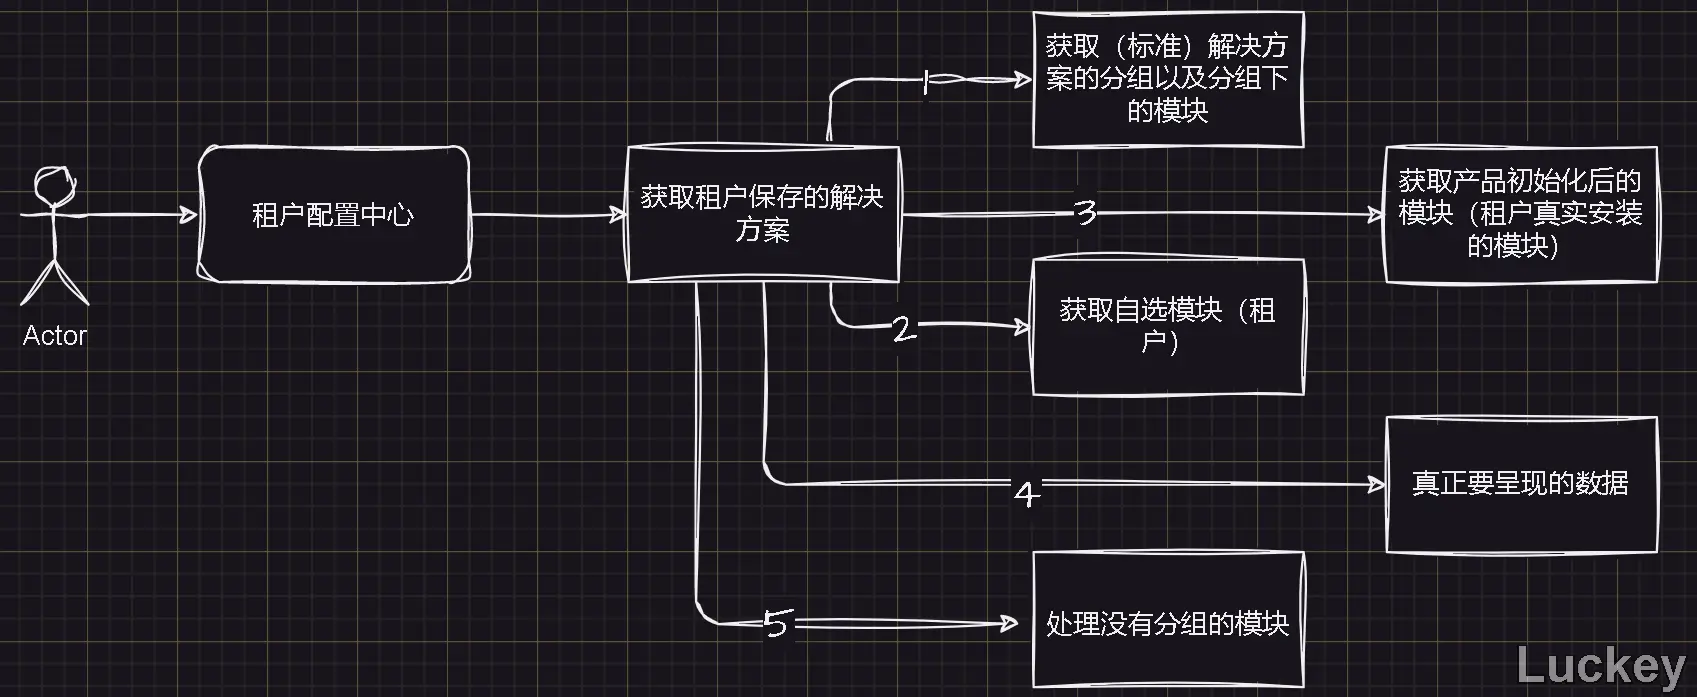 Actor
租户配置中心
获取租户保存的解决
方案
1
获取（标准）解决方
案的分组以及分组下
的模块
2
获取自选模块（租
户）
3
获取产品初始化后的
模块（租户真实安装
的模块）
4
真正要呈现的数据
5
处理没有分组的模块
Luckey